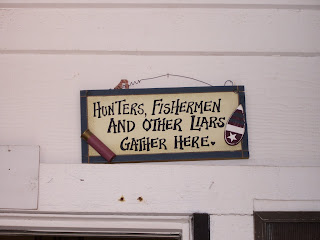 Hunters, Fishermen
and other Liars
Gather Here.